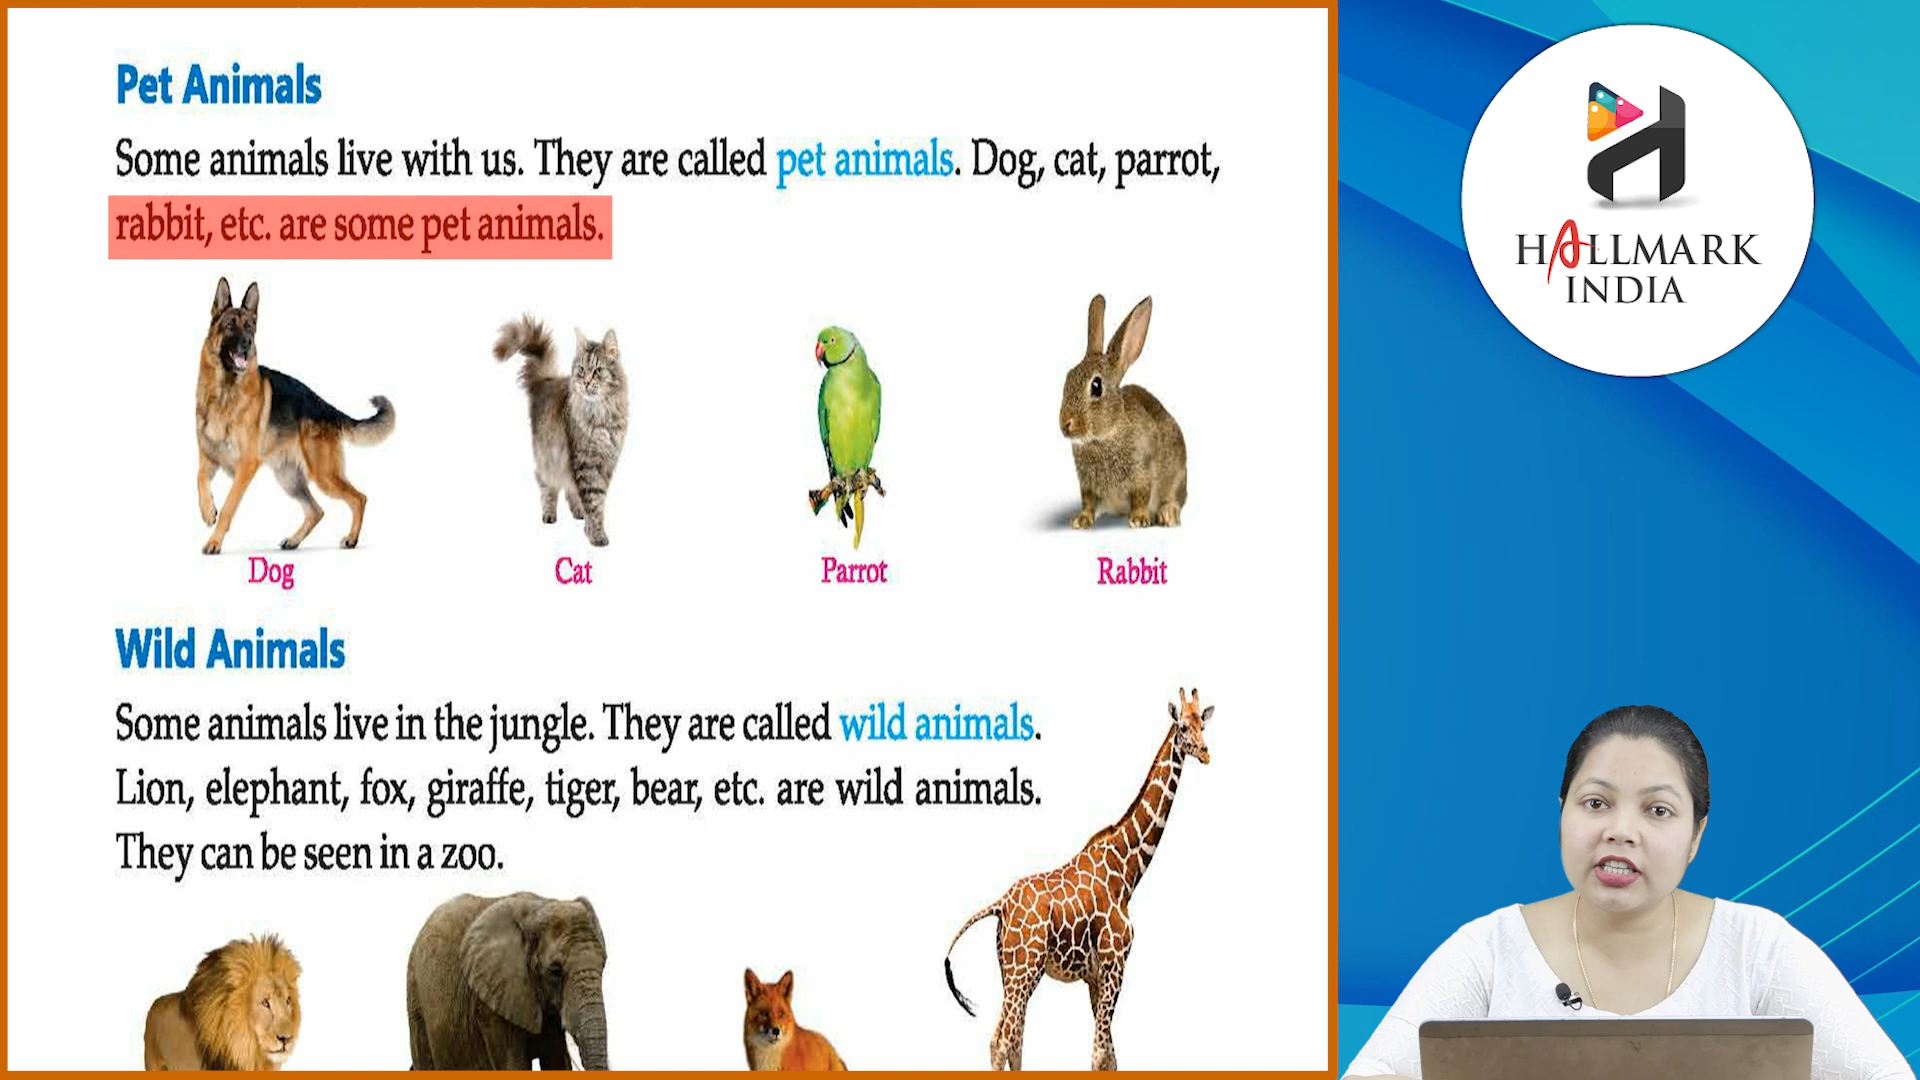 Pet Animals
Some animals live with us. They are called pet animals. Dog, cat, parrot,
rabbit, etc. are some pet animals.
Dog
Cat
Parrot
Rabbit
Wild Animals
Some animals live in the jungle. They are called wild animals.
Lion, elephant, fox, giraffe, tiger, bear, etc. are wild animals.
They can be seen in a zoo.
HALLMARK
INDIA